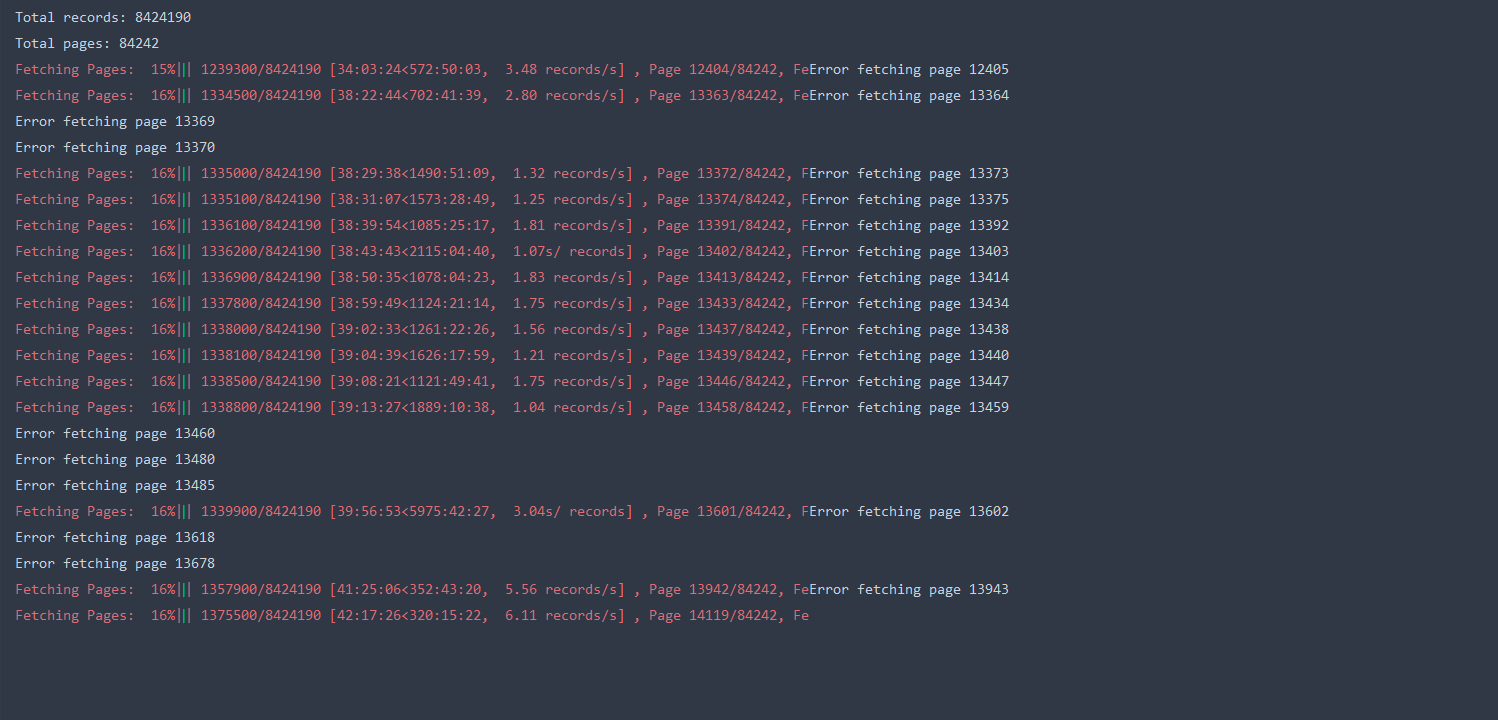 Total records: 8424190
Total pages: 84242
Fetching Pages:  15%||| 1239300/8424190 [34:03:24<572:50:03,  3.48 records/s] , Page 12404/84242, FeError fetching page 12405
Fetching Pages:  16%||| 1334500/8424190 [38:22:44<702:41:39,  2.80 records/s] , Page 13363/84242, FeError fetching page 13364
Error fetching page 13369
Error fetching page 13370
Fetching Pages:  16%||| 1335000/8424190 [38:29:38<1490:51:09,  1.32 records/s] , Page 13372/84242, FError fetching page 13373
Fetching Pages:  16%||| 1335100/8424190 [38:31:07<1573:28:49,  1.25 records/s] , Page 13374/84242, FError fetching page 13375
Fetching Pages:  16%||| 1336100/8424190 [38:39:54<1085:25:17,  1.81 records/s] , Page 13391/84242, FError fetching page 13392
Fetching Pages:  16%||| 1336200/8424190 [38:43:43<2115:04:40,  1.07s/ records] , Page 13402/84242, FError fetching page 13403
Fetching Pages:  16%||| 1336900/8424190 [38:50:35<1078:04:23,  1.83 records/s] , Page 13413/84242, FError fetching page 13414
Fetching Pages:  16%||| 1337800/8424190 [38:59:49<1124:21:14,  1.75 records/s] , Page 13433/84242, FError fetching page 13434
Fetching Pages:  16%||| 1338000/8424190 [39:02:33<1261:22:26,  1.56 records/s] , Page 13437/84242, FError fetching page 13438
Fetching Pages:  16%||| 1338100/8424190 [39:04:39<1626:17:59,  1.21 records/s] , Page 13439/84242, FError fetching page 13440
Fetching Pages:  16%||| 1338500/8424190 [39:08:21<1121:49:41,  1.75 records/s] , Page 13446/84242, FError fetching page 13447
Fetching Pages:  16%||| 1338800/8424190 [39:13:27<1889:10:38,  1.04 records/s] , Page 13458/84242, FError fetching page 13459
Error fetching page 13460
Error fetching page 13480
Error fetching page 13485
Fetching Pages:  16%||| 1339900/8424190 [39:56:53<5975:42:27,  3.04s/ records] , Page 13601/84242, FError fetching page 13602
Error fetching page 13618
Error fetching page 13678
Fetching Pages:  16%||| 1357900/8424190 [41:25:06<352:43:20,  5.56 records/s] , Page 13942/84242, FeError fetching page 13943
Fetching Pages:  16%||| 1375500/8424190 [42:17:26<320:15:22,  6.11 records/s] , Page 14119/84242, Fe